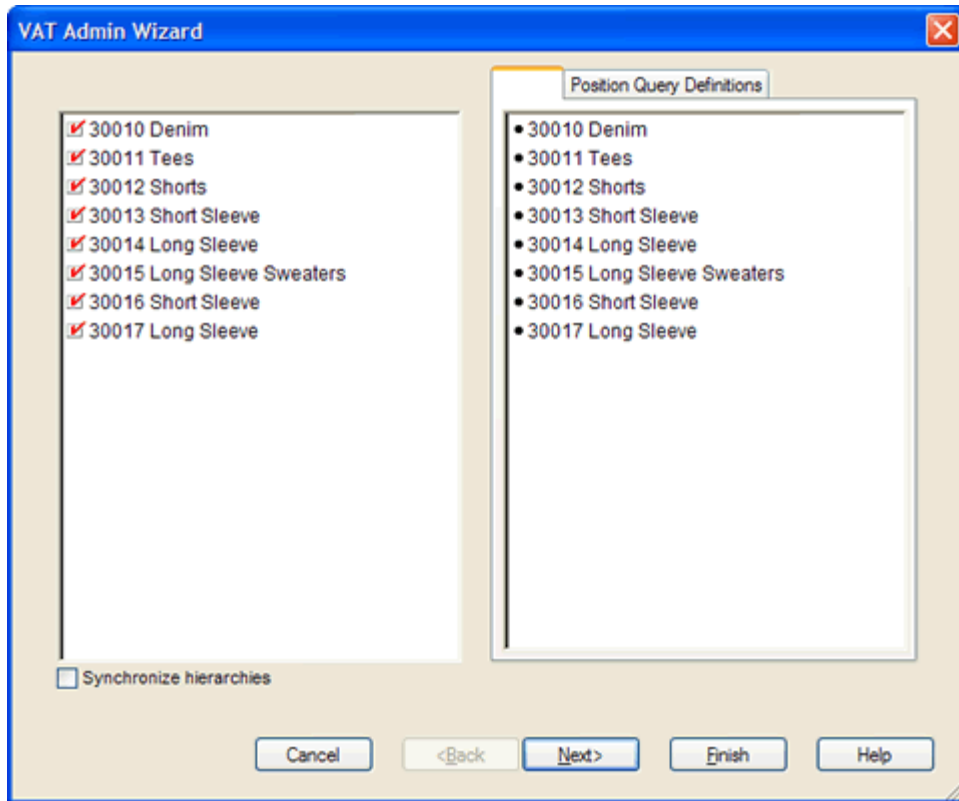 VAT Admin Wizard
Position Query Definitions
30010 Denim
30011 Tees
30012 Shorts
30013 Short Sleeve
30014 Long Sleeve
30015 Long Sleeve Sweaters
30016 Short Sleeve
30017 Long Sleeve
• 30010 Denim
• 30011 Tees
• 30012 Shorts
• 30013 Short Sleeve
• 30014 Long Sleeve
• 30015 Long Sleeve Sweaters
• 30016 Short Sleeve
• 30017 Long Sleeve
Synchronize hierarchies
Cancel <Back Next> Finish Help